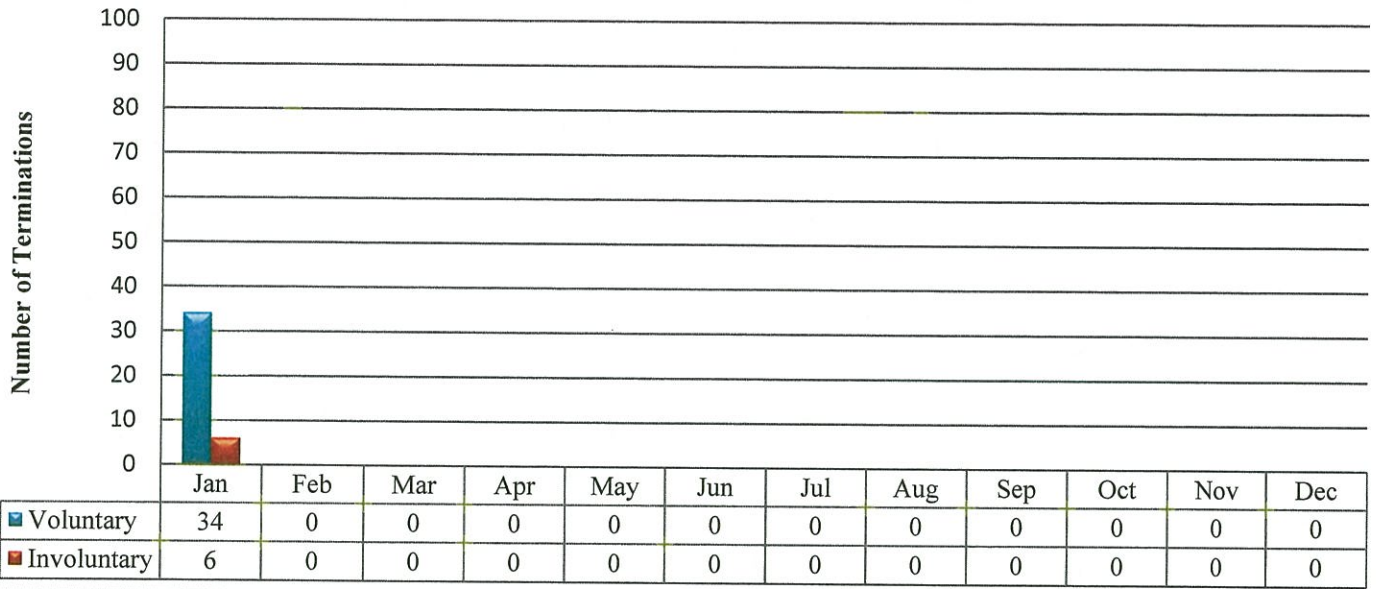 100
90
80
70
60
50
40
30
20
10
0
Number of Terminations
Jan Feb Mar Apr May Jun Jul Aug Sep Oct Nov Dec
Voluntary 34 0 0 0 0 0 0 0 0 0 0 0
Involuntary 6 0 0 0 0 0 0 0 0 0 0 0